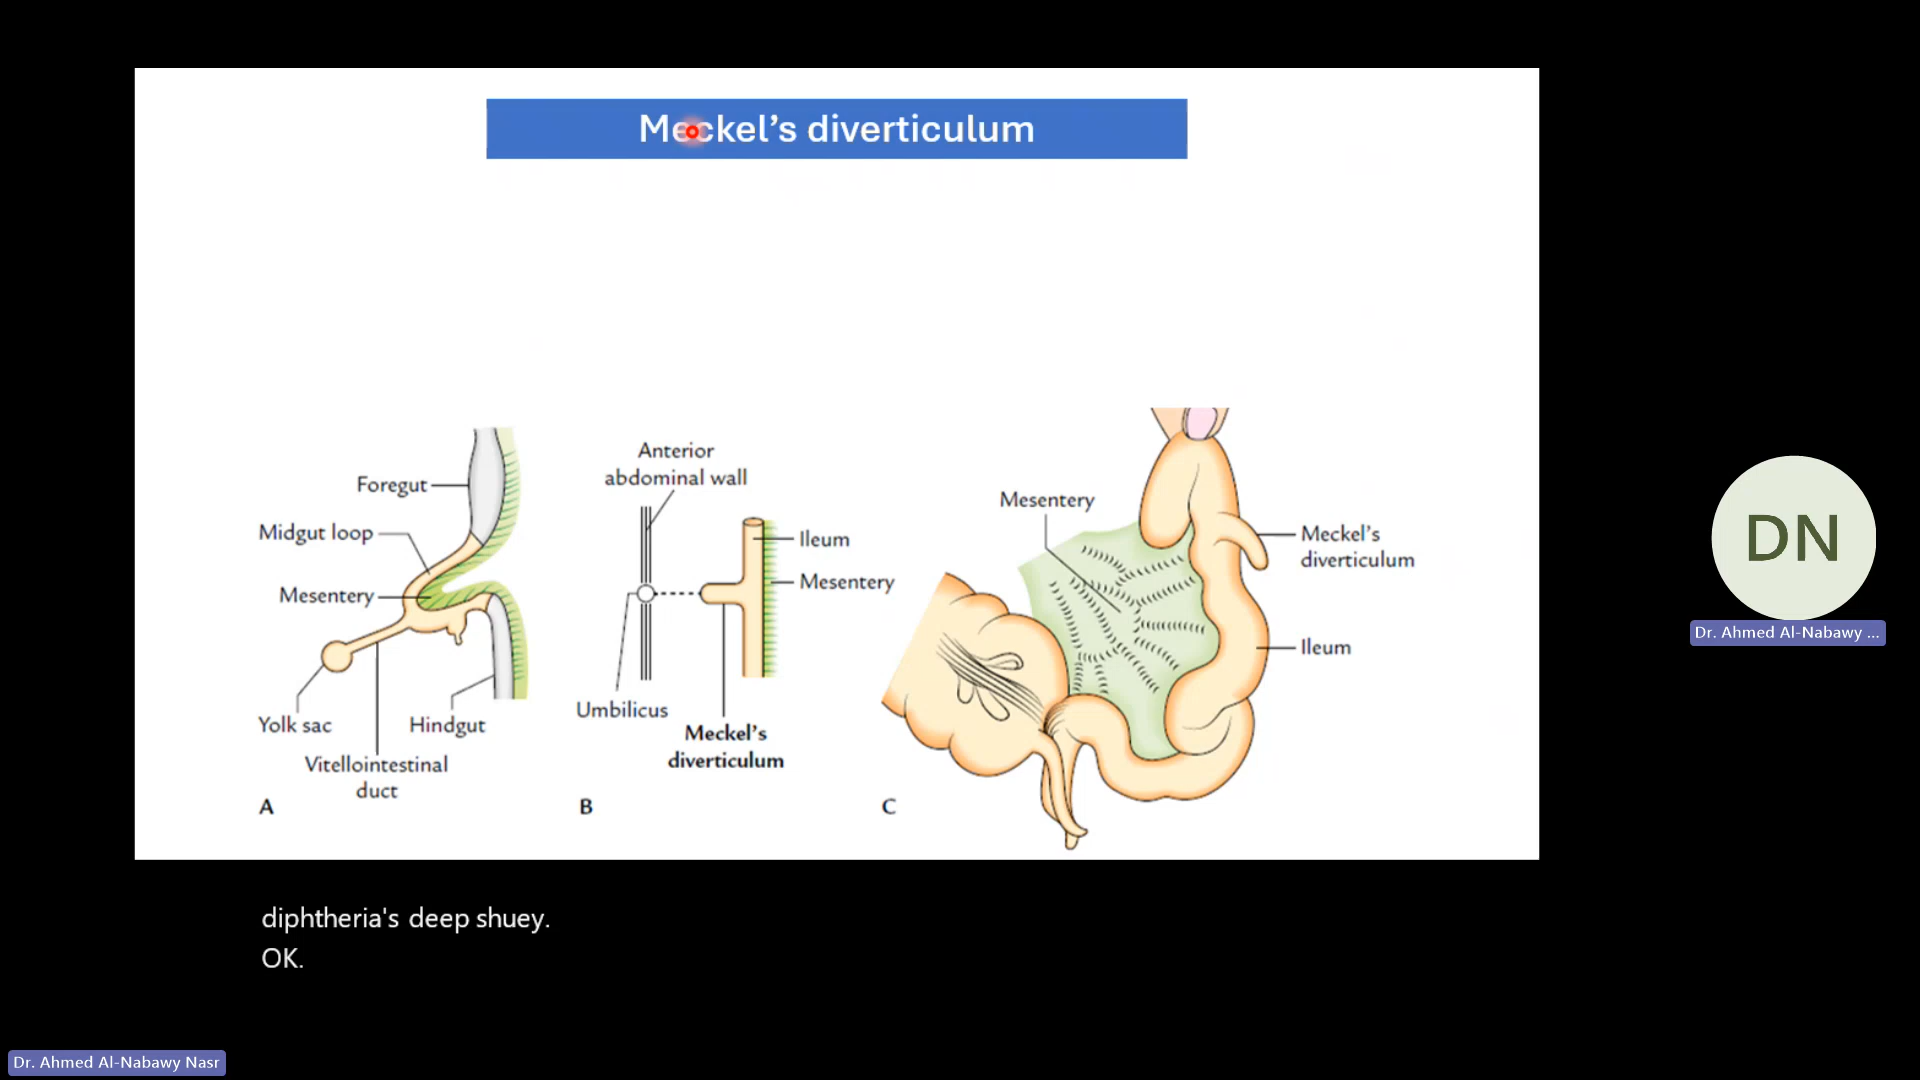 Meckel's diverticulum
Foregut
Midgut loop
Mesentery
Yolk sac
Hindgut
Vitellointestinal
duct
A
Anterior
abdominal wall
Ileum
Mesentery
Umbilicus
Meckel's
diverticulum
B
Mesentery
Meckel's
diverticulum
Ileum
C
DN
Dr. Ahmed Al-Nabawy ...
diphtheria's deep shuey.
OK.
Dr. Ahmed Al-Nabawy Nasr